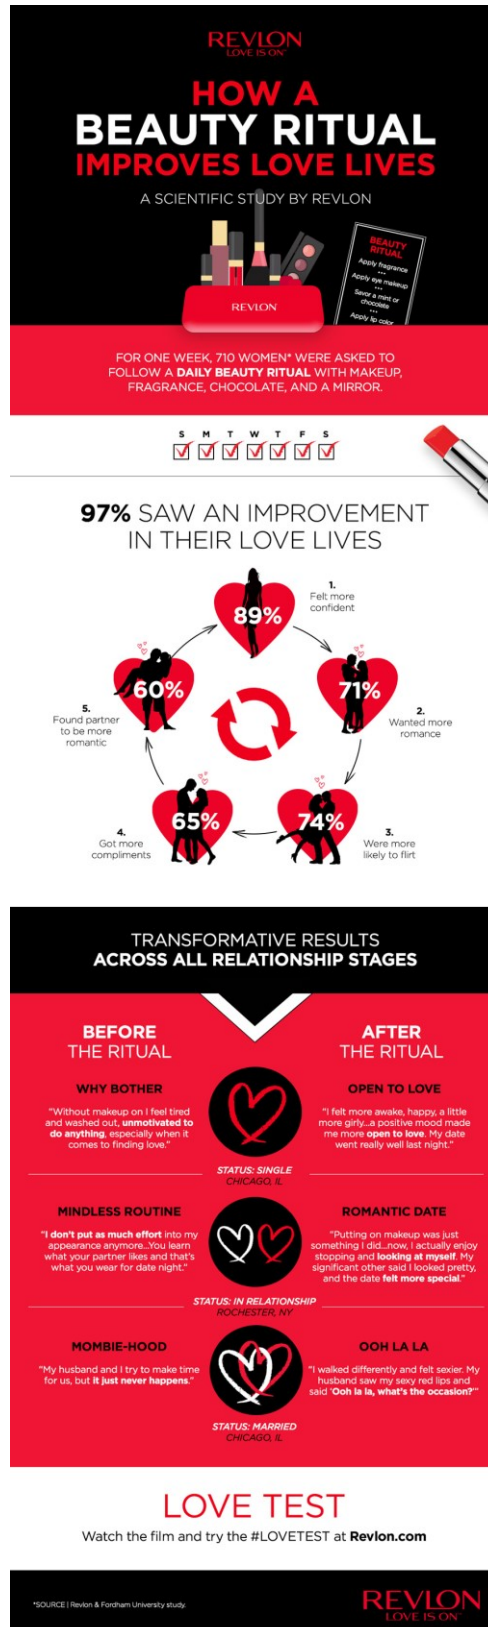 REVLON
LOVE IS ON™
HOW A
BEAUTY RITUAL
IMPROVES LOVE LIVES
A SCIENTIFIC STUDY BY REVLON
BEAUTY
RITUAL
Apply fragrance
***
Apply eye makeup
***
Savor a mint or
chocolate
***
Apply lip color
REVLON
FOR ONE WEEK, 710 WOMEN* WERE ASKED TO
FOLLOW A DAILY BEAUTY RITUAL WITH MAKEUP,
FRAGRANCE, CHOCOLATE, AND A MIRROR.
S M T W T F S
97% SAW AN IMPROVEMENT
IN THEIR LOVE LIVES
1.
Felt more
confident
89%
71%
2.
Wanted more
romance
74%
3.
Were more
likely to flirt
65%
4.
Got more
compliments
60%
5.
Found partner
to be more
romantic
TRANSFORMATIVE RESULTS
ACROSS ALL RELATIONSHIP STAGES
BEFORE
THE RITUAL
AFTER
THE RITUAL
WHY BOTHER
"Without makeup on I feel tired
and washed out, unmotivated to
do anything, especially when it
comes to finding love."
OPEN TO LOVE
"I felt more awake, happy, a little
more girly...a positive mood made
me more open to love. My date
went really well last night."
STATUS: SINGLE
CHICAGO, IL
MINDLESS ROUTINE
"I don't put as much effort into my
appearance anymore...You learn
what your partner likes and that's
what you wear for date night."
ROMANTIC DATE
"Putting on makeup was just
something I did...now, I actually enjoy
stopping and looking at myself. My
significant other said I looked pretty,
and the date felt more special."
STATUS: IN RELATIONSHIP
ROCHESTER, NY
MOMBIE-HOOD
"My husband and I try to make time
for us, but it just never happens."
OOH LA LA
"I walked differently and felt sexier. My
husband saw my sexy red lips and
said 'Ooh la la, what's the occasion?'"
STATUS: MARRIED
CHICAGO, IL
LOVE TEST
Watch the film and try the #LOVETEST at Revlon.com
*SOURCE | Revlon & Fordham University study.
REVLON
LOVE IS ON™